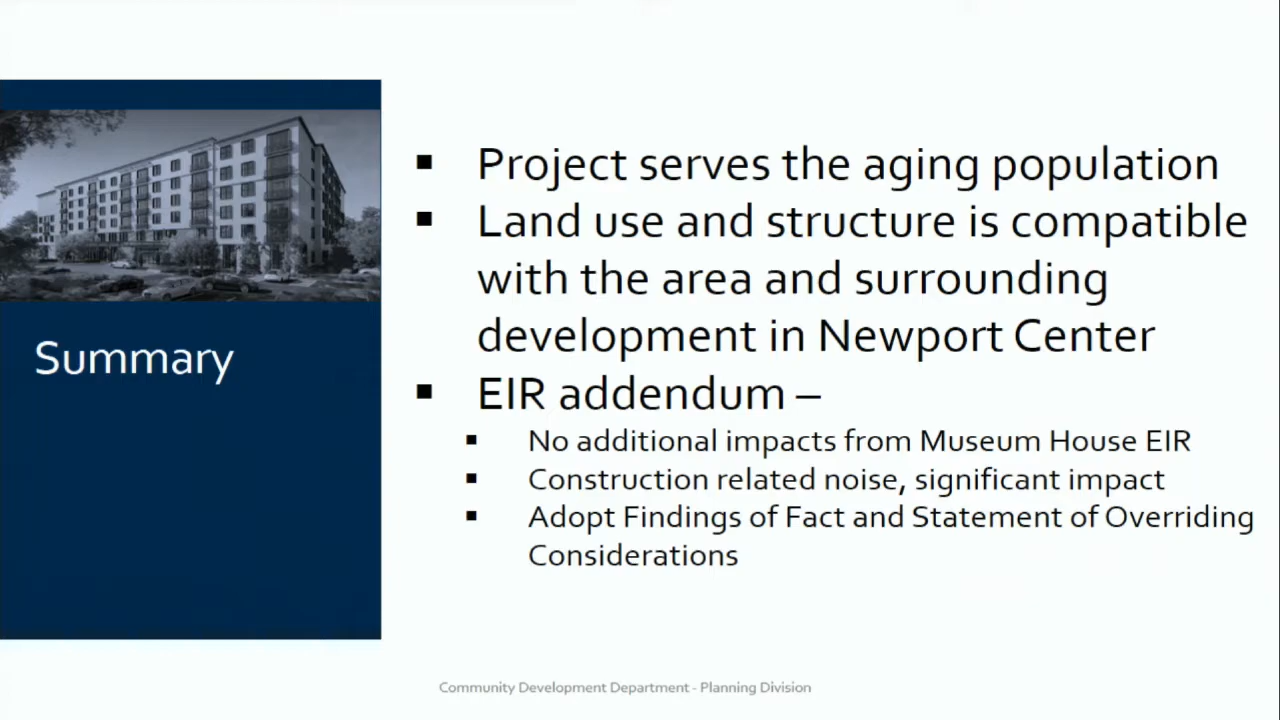 Summary
▪ Project serves the aging population
▪ Land use and structure is compatible
with the area and surrounding
development in Newport Center
▪ EIR addendum –
▪ No additional impacts from Museum House EIR
▪ Construction related noise, significant impact
▪ Adopt Findings of Fact and Statement of Overriding
Considerations
Community Development Department - Planning Division